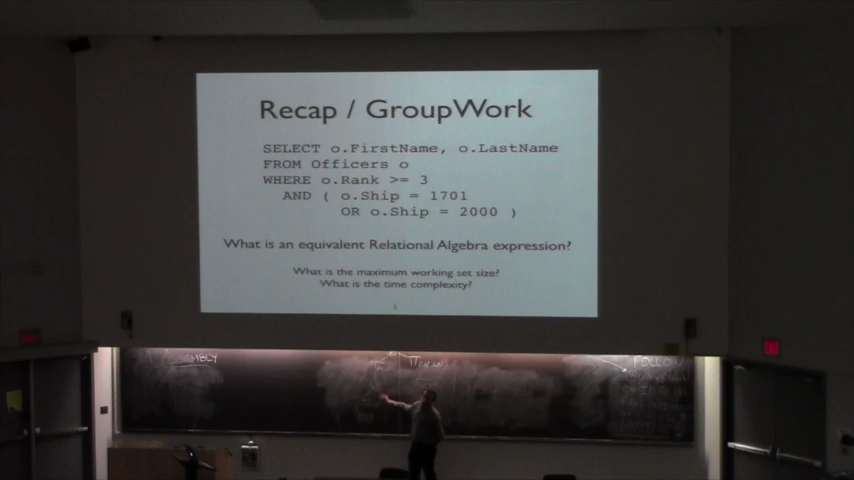 Recap / GroupWork
SELECT o.FirstName, o.LastName
FROM Officers o
WHERE o.Rank >= 3
AND ( o.Ship = 1701
OR o.Ship = 2000 )
What is an equivalent Relational Algebra expression?
What is the maximum working set size?
What is the time complexity?
ASSEMBLY